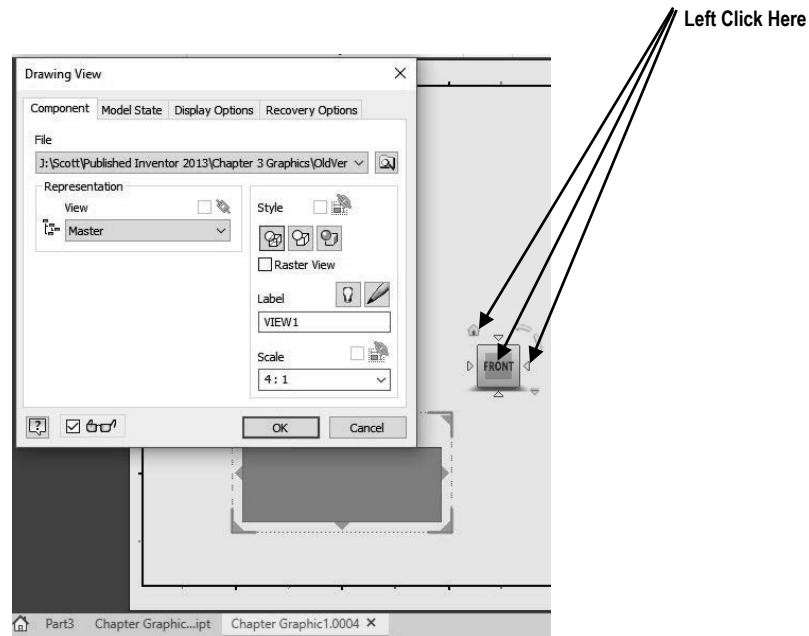 Left Click Here
Drawing View
Component Model State Display Options Recovery Options
File
J:\Scott\Published Inventor 2013\Chapter 3 Graphics\OldVer
Representation
View
Master
Style
Raster View
Label
VIEW1
Scale
4 : 1
FRONT
OK Cancel
Part3 Chapter Graphic...ipt Chapter Graphic1.0004